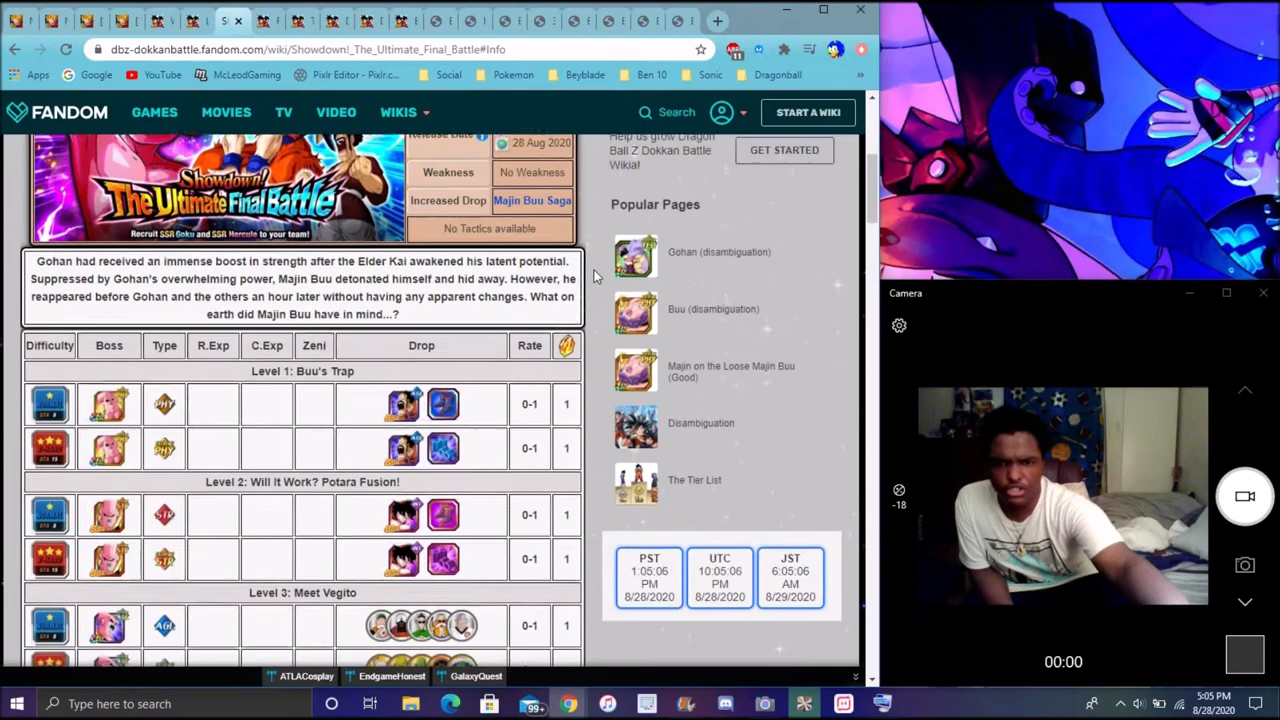 dbz-dokkanbattle.fandom.com/wiki/Showdown!_The_Ultimate_Final_Battle#Info
ABP
11
Apps Google YouTube McLeodGaming Pixlr Editor - Pixlr.c... Social Pokemon Beyblade Ben 10 Sonic Dragonball »
FANDOM GAMES MOVIES TV VIDEO WIKIS Search START A WIKI
Release Date 28 Aug 2020
Weakness No Weakness
Increased Drop Majin Buu Saga
No Tactics available
Showdown!
The Ultimate Final Battle
Recruit SSR Goku and SSR Hercule to your team!
Help us grow Dragon
Ball Z Dokkan Battle
Wikia!
GET STARTED
Gohan had received an immense boost in strength after the Elder Kai awakened his latent potential.
Suppressed by Gohan's overwhelming power, Majin Buu detonated himself and hid away. However, he
reappeared before Gohan and the others an hour later without having any apparent changes. What on
earth did Majin Buu have in mind...?
Difficulty Boss Type R.Exp C.Exp Zeni Drop Rate
Level 1: Buu's Trap
PHY 0-1 1
PHY 0-1 1
Level 2: Will It Work? Potara Fusion!
STR 0-1 1
STR 0-1 1
Level 3: Meet Vegito
AGL 0-1 1
Popular Pages
Gohan (disambiguation)
Buu (disambiguation)
Majin on the Loose Majin Buu
(Good)
Disambiguation
The Tier List
PST
1:05:06
PM
8/28/2020
UTC
10:05:06
PM
8/28/2020
JST
6:05:06
AM
8/29/2020
ATLACosplay EndgameHonest GalaxyQuest
Camera
-18
00:00
Type here to search
99+
5:05 PM
8/28/2020